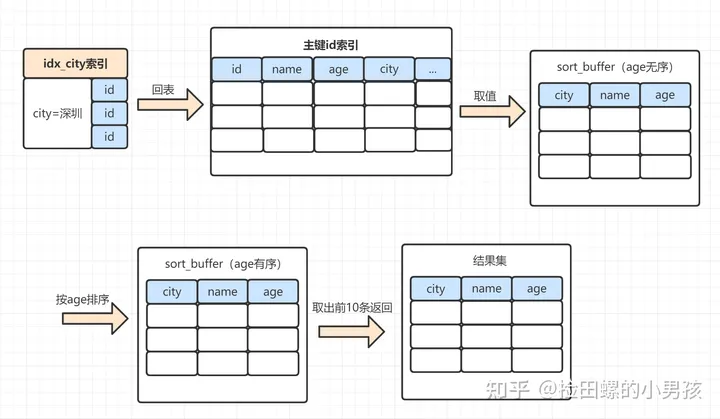 idx_city索引
city=深圳
id
id
id
回表
主键id索引
id name age city ...
取值
sort_buffer（age无序）
city name age
按age排序
sort_buffer（age有序）
city name age
取出前10条返回
结果集
city name age
知乎 @捡田螺的小男孩